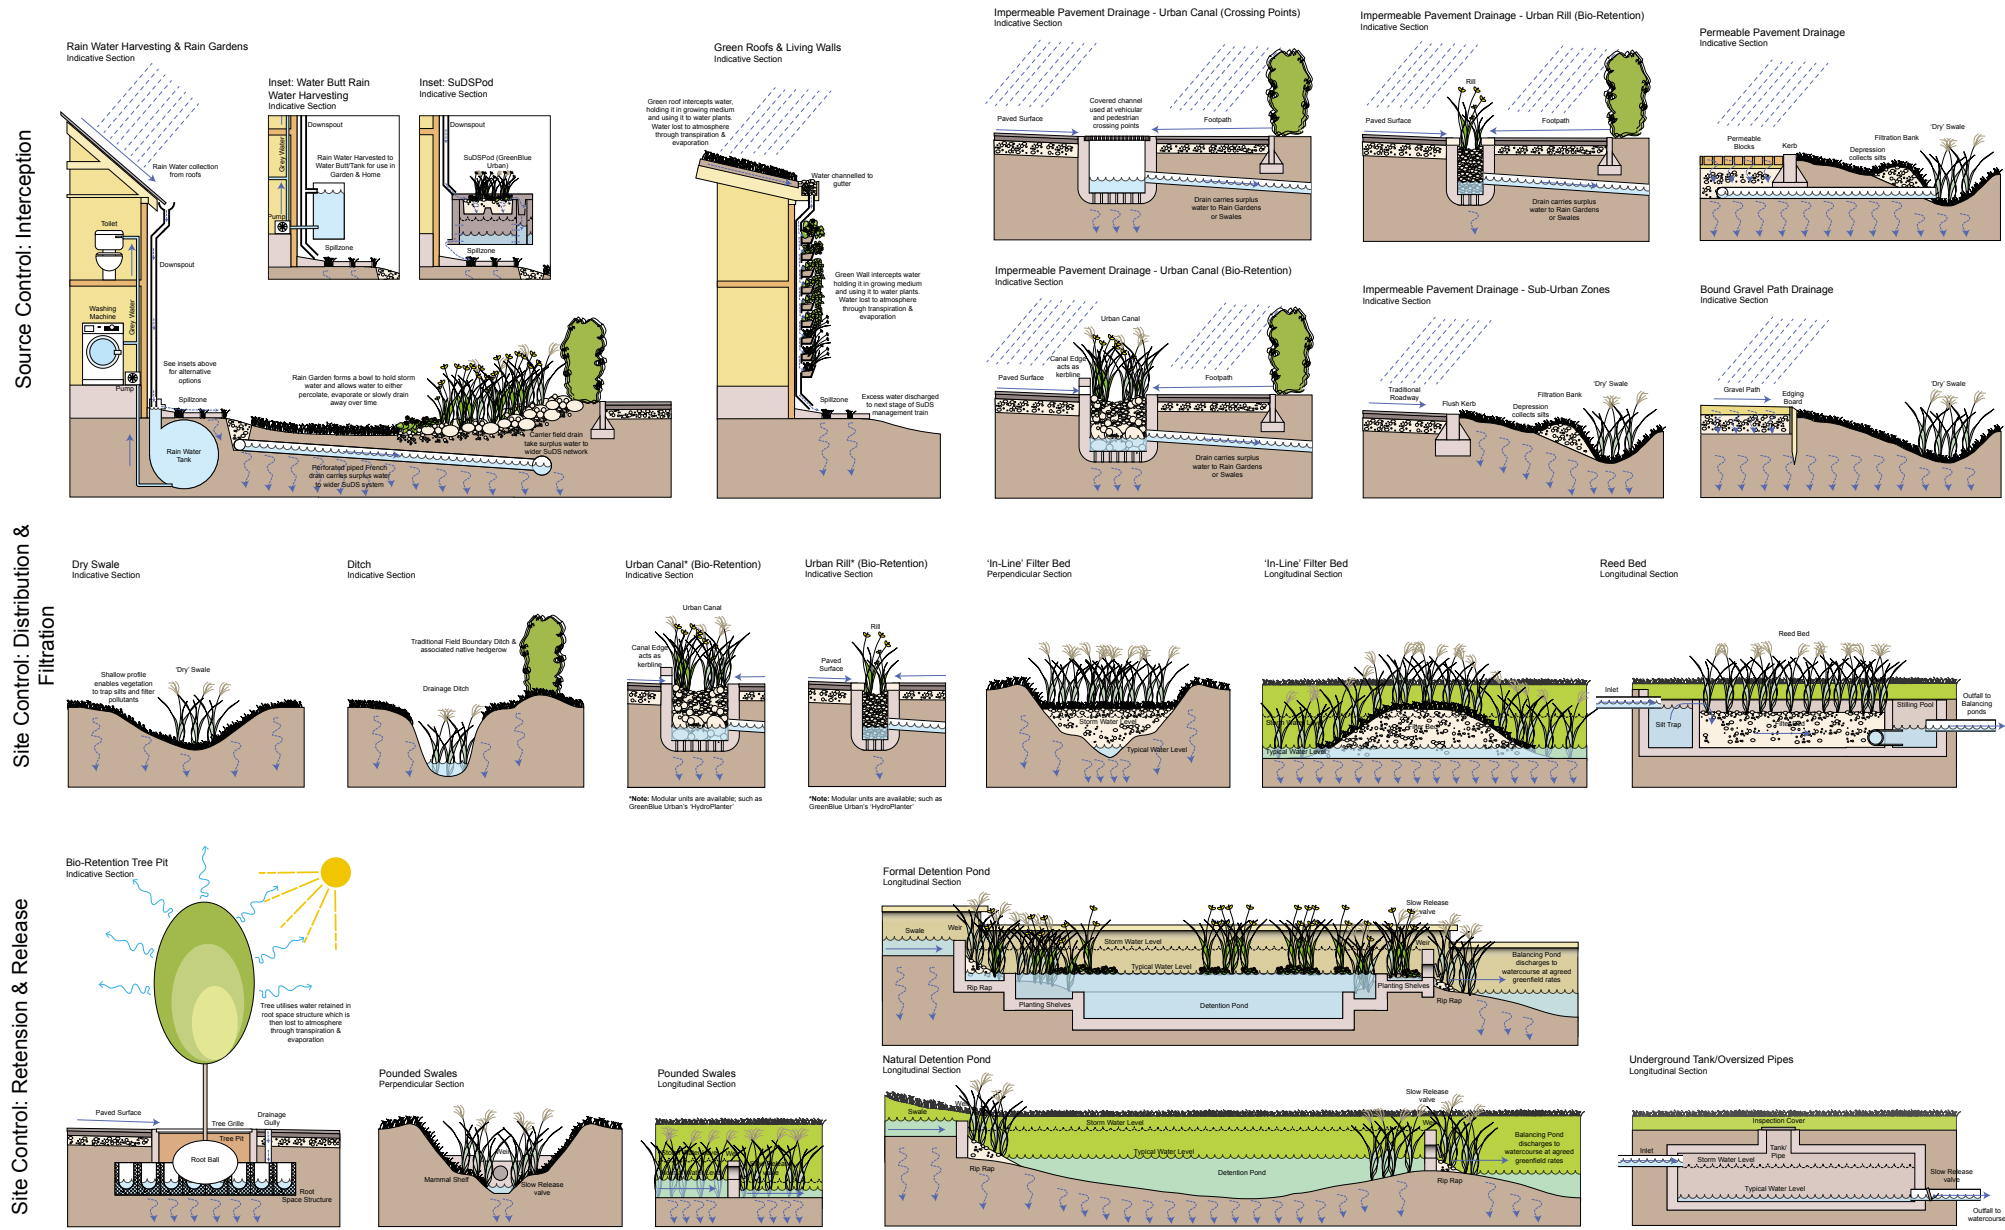 Source Control: Interception
Rain Water Harvesting & Rain Gardens
Indicative Section
Rain Water collection
from roofs
Toilet
Downspout
Washing
Machine
Grey Water
Pump
See insets above
for alternative
options
Spillzone
Rain Water
Tank
Rain Garden forms a bowl to hold storm
water and allows water to either
percolate, evaporate or slowly drain
away over time
Perforated piped French
drain carries surplus water
to wider SuDS system
Carrier field drain
take surplus water to
wider SuDS network
Inset: Water Butt Rain
Water Harvesting
Indicative Section
Downspout
Grey Water
Rain Water Harvested to
Water Butt/Tank for use in
Garden & Home
Pump
Spillzone
Inset: SuDSPod
Indicative Section
Downspout
SuDSPod (GreenBlue
Urban)
Spillzone
Green Roofs & Living Walls
Indicative Section
Green roof intercepts water,
holding it in growing medium
and using it to water plants.
Water lost to atmosphere
through transpiration &
evaporation
Water channelled to
gutter
Green Wall intercepts water
holding it in growing medium
and using it to water plants.
Water lost to atmosphere
through transpiration &
evaporation
Spillzone
Excess water discharged
to next stage of SuDS
management train
Impermeable Pavement Drainage - Urban Canal (Crossing Points)
Indicative Section
Paved Surface
Covered channel
used at vehicular
and pedestrian
crossing points
Footpath
Drain carries surplus
water to Rain Gardens
or Swales
Impermeable Pavement Drainage - Urban Rill (Bio-Retention)
Indicative Section
Rill
Paved Surface
Footpath
Drain carries surplus
water to Rain Gardens
or Swales
Permeable Pavement Drainage
Indicative Section
Permeable
Blocks
Kerb
Depression
collects silts
Filtration Bank
'Dry' Swale
Impermeable Pavement Drainage - Urban Canal (Bio-Retention)
Indicative Section
Urban Canal
Canal Edge
acts as
kerbline
Paved Surface
Footpath
Drain carries surplus
water to Rain Gardens
or Swales
Impermeable Pavement Drainage - Sub-Urban Zones
Indicative Section
Traditional
Roadway
Flush Kerb
Depression
collects silts
Filtration Bank
'Dry' Swale
Bound Gravel Path Drainage
Indicative Section
Gravel Path
Edging
Board
'Dry' Swale
Site Control: Distribution &
Filtration
Dry Swale
Indicative Section
Shallow profile
enables vegetation
to trap silts and filter
pollutants
'Dry' Swale
Ditch
Indicative Section
Traditional Field Boundary Ditch &
associated native hedgerow
Drainage Ditch
Urban Canal* (Bio-Retention)
Indicative Section
Urban Canal
Canal Edge
acts as
kerbline
*Note: Modular units are available; such as
GreenBlue Urban's 'HydroPlanter'
Urban Rill* (Bio-Retention)
Indicative Section
Rill
Paved
Surface
*Note: Modular units are available; such as
GreenBlue Urban's 'HydroPlanter'
'In-Line' Filter Bed
Perpendicular Section
Storm Water Level
Typical Water Level
'In-Line' Filter Bed
Longitudinal Section
Storm Water Level
Filter Bed
Typical Water Level
Reed Bed
Longitudinal Section
Reed Bed
Inlet
Silt Trap
Filter Bed
Stilling Pool
Outfall to
Balancing
ponds
Site Control: Retension & Release
Bio-Retention Tree Pit
Indicative Section
Tree utilises water retained in
root space structure which is
then lost to atmosphere
through transpiration &
evaporation
Paved Surface
Tree Grille
Drainage
Gully
Tree Pit
Root Ball
Root
Space Structure
Pounded Swales
Perpendicular Section
Weir
Mammal Shelf
Slow Release
valve
Pounded Swales
Longitudinal Section
Storm Water Level
Weir
Typical Water Level
Slow Release
valve
Formal Detention Pond
Longitudinal Section
Swale
Weir
Storm Water Level
Typical Water Level
Rip Rap
Planting Shelves
Detention Pond
Planting Shelves
Slow Release
valve
Weir
Rip Rap
Balancing Pond
discharges to
watercourse at agreed
greenfield rates
Natural Detention Pond
Longitudinal Section
Swale
Weir
Storm Water Level
Typical Water Level
Rip Rap
Detention Pond
Slow Release
valve
Weir
Rip Rap
Balancing Pond
discharges to
watercourse at agreed
greenfield rates
Underground Tank/Oversized Pipes
Longitudinal Section
Inspection Cover
Inlet
Tank/
Pipe
Storm Water Level
Typical Water Level
Slow Release
valve
Outfall to
watercourse